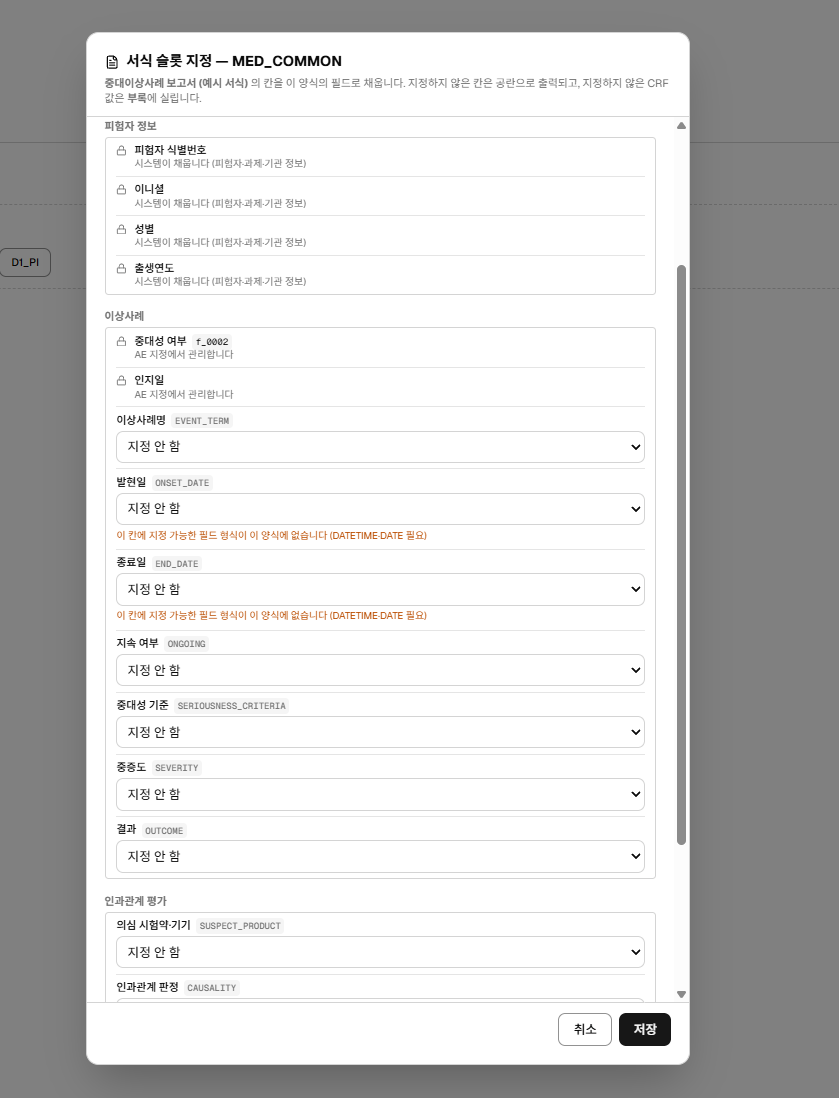 서식 슬롯 지정 — MED_COMMON
중대이상사례 보고서 (예시 서식) 의 칸을 이 양식의 필드로 채웁니다. 지정하지 않은 칸은 공란으로 출력되고, 지정하지 않은 CRF
값은 부록에 실립니다.
피험자 정보
피험자 식별번호
시스템이 채웁니다 (피험자·과제·기관 정보)
이니셜
시스템이 채웁니다 (피험자·과제·기관 정보)
성별
시스템이 채웁니다 (피험자·과제·기관 정보)
D1_PI
출생연도
시스템이 채웁니다 (피험자·과제·기관 정보)
이상사례
중대성 여부 f_0002
AE 지정에서 관리합니다
인지일
AE 지정에서 관리합니다
이상사례명 EVENT_TERM
지정 안 함
발현일 ONSET_DATE
지정 안 함
이 칸에 지정 가능한 필드 형식이 이 양식에 없습니다 (DATETIME·DATE 필요)
종료일 END_DATE
지정 안 함
이 칸에 지정 가능한 필드 형식이 이 양식에 없습니다 (DATETIME·DATE 필요)
지속 여부 ONGOING
지정 안 함
중대성 기준 SERIOUSNESS_CRITERIA
지정 안 함
중증도 SEVERITY
지정 안 함
결과 OUTCOME
지정 안 함
인과관계 평가
의심 시험약·기기 SUSPECT_PRODUCT
지정 안 함
인과관계 판정 CAUSALITY
취소 저장